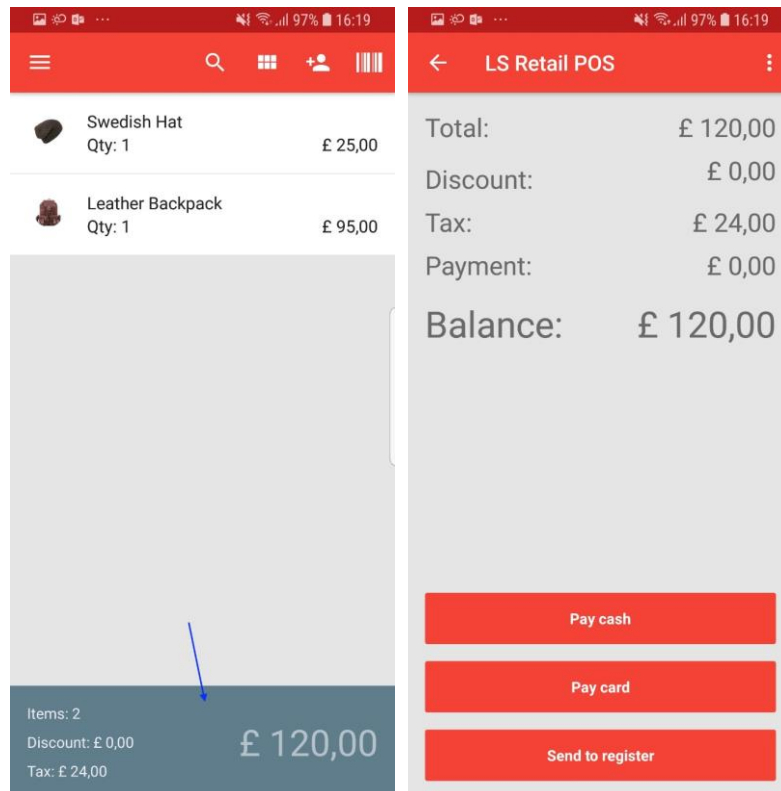 97% 16:19
Swedish Hat
Qty: 1 £ 25,00
Leather Backpack
Qty: 1 £ 95,00
Items: 2
Discount: £ 0,00
Tax: £ 24,00
£ 120,00
97% 16:19
LS Retail POS
Total: £ 120,00
Discount: £ 0,00
Tax: £ 24,00
Payment: £ 0,00
Balance: £ 120,00
Pay cash
Pay card
Send to register